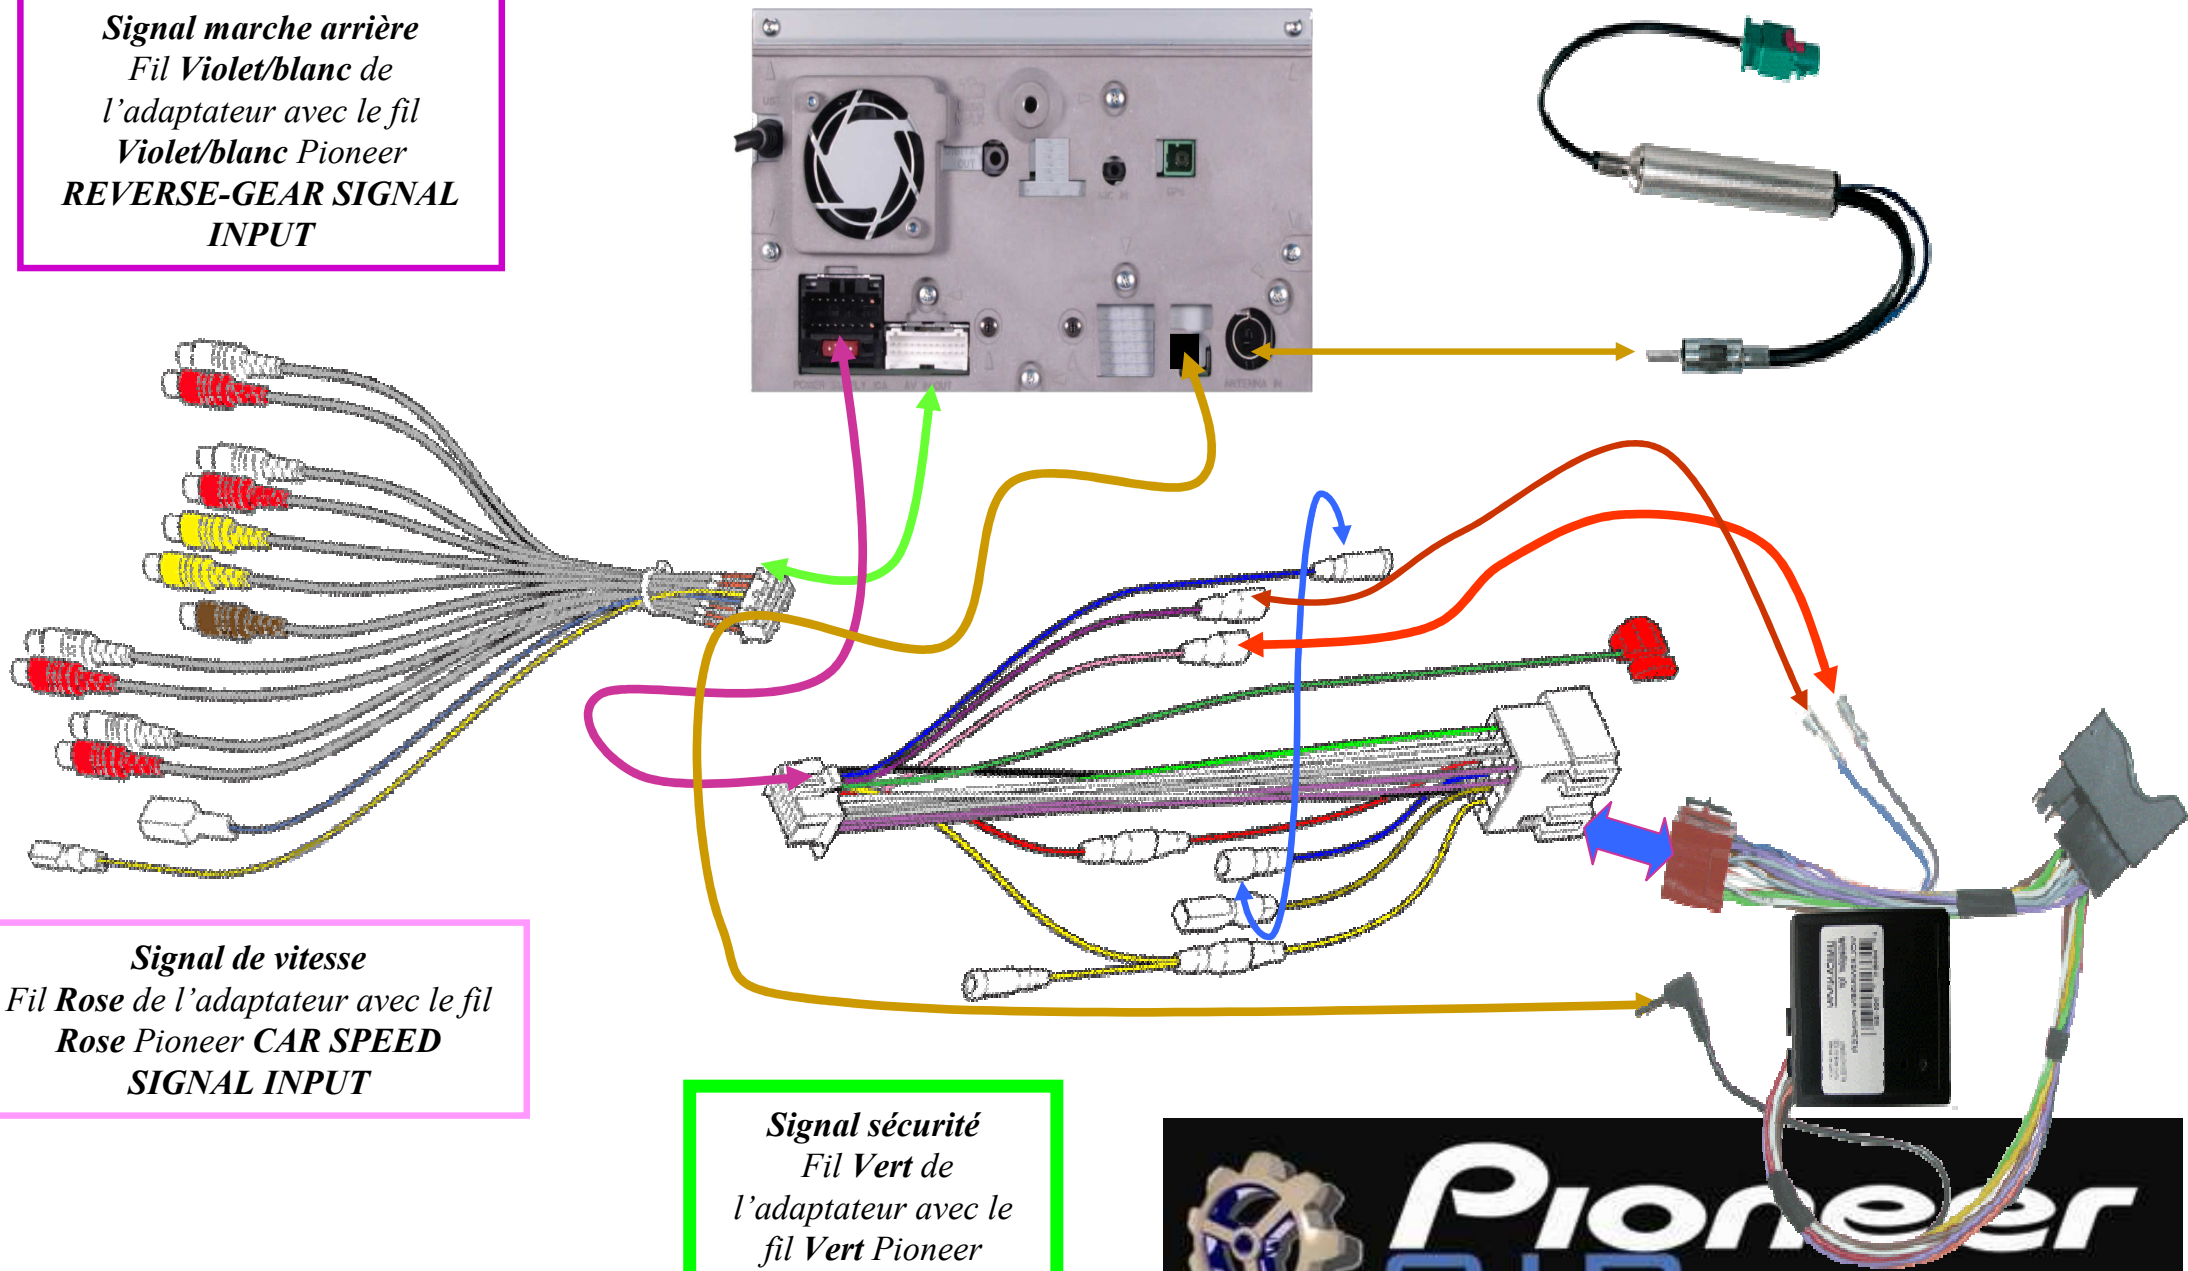 Signal marche arrière
Fil Violet/blanc de
l’adaptateur avec le fil
Violet/blanc Pioneer
REVERSE-GEAR SIGNAL
INPUT
ANTENNA IN
Signal de vitesse
Fil Rose de l’adaptateur avec le fil
Rose Pioneer CAR SPEED
SIGNAL INPUT
Signal sécurité
Fil Vert de
l’adaptateur avec le
fil Vert Pioneer
Pioneer